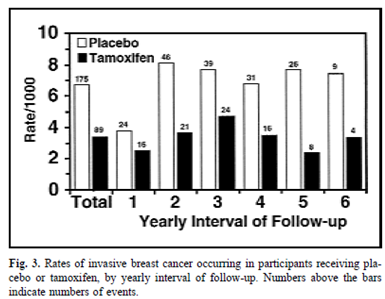 10
8
6
4
2
0
Rate/1000
Placebo
Tamoxifen
175
89
24
16
46
21
39
24
31
16
26
8
9
4
Total 1 2 3 4 5 6
Yearly Interval of Follow-up
Fig. 3. Rates of invasive breast cancer occurring in participants receiving pla-
cebo or tamoxifen, by yearly interval of follow-up. Numbers above the bars
indicate numbers of events.